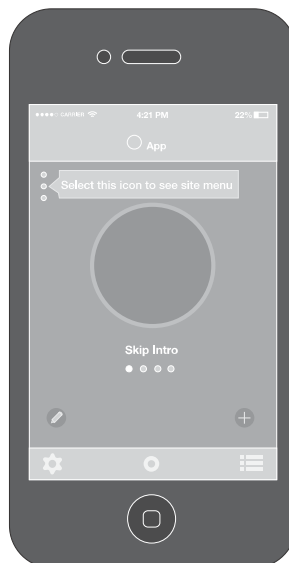 CARRIER 4:21 PM 22%
App
Select this icon to see site menu
Skip Intro